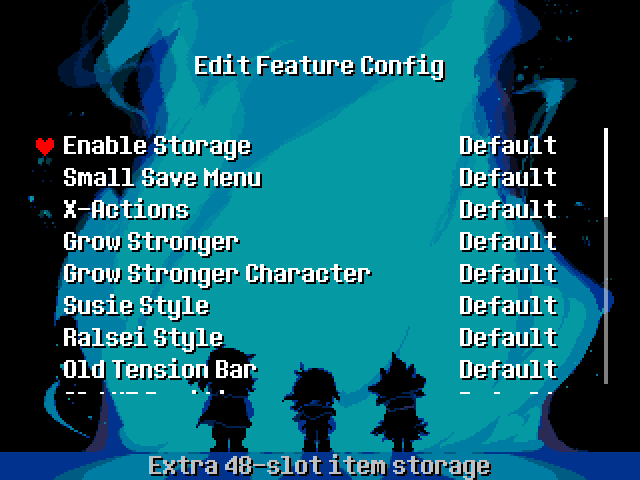 Edit Feature Config
Enable Storage Default
Small Save Menu Default
X-Actions Default
Grow Stronger Default
Grow Stronger Character Default
Susie Style Default
Ralsei Style Default
Old Tension Bar Default
Extra 48-slot item storage